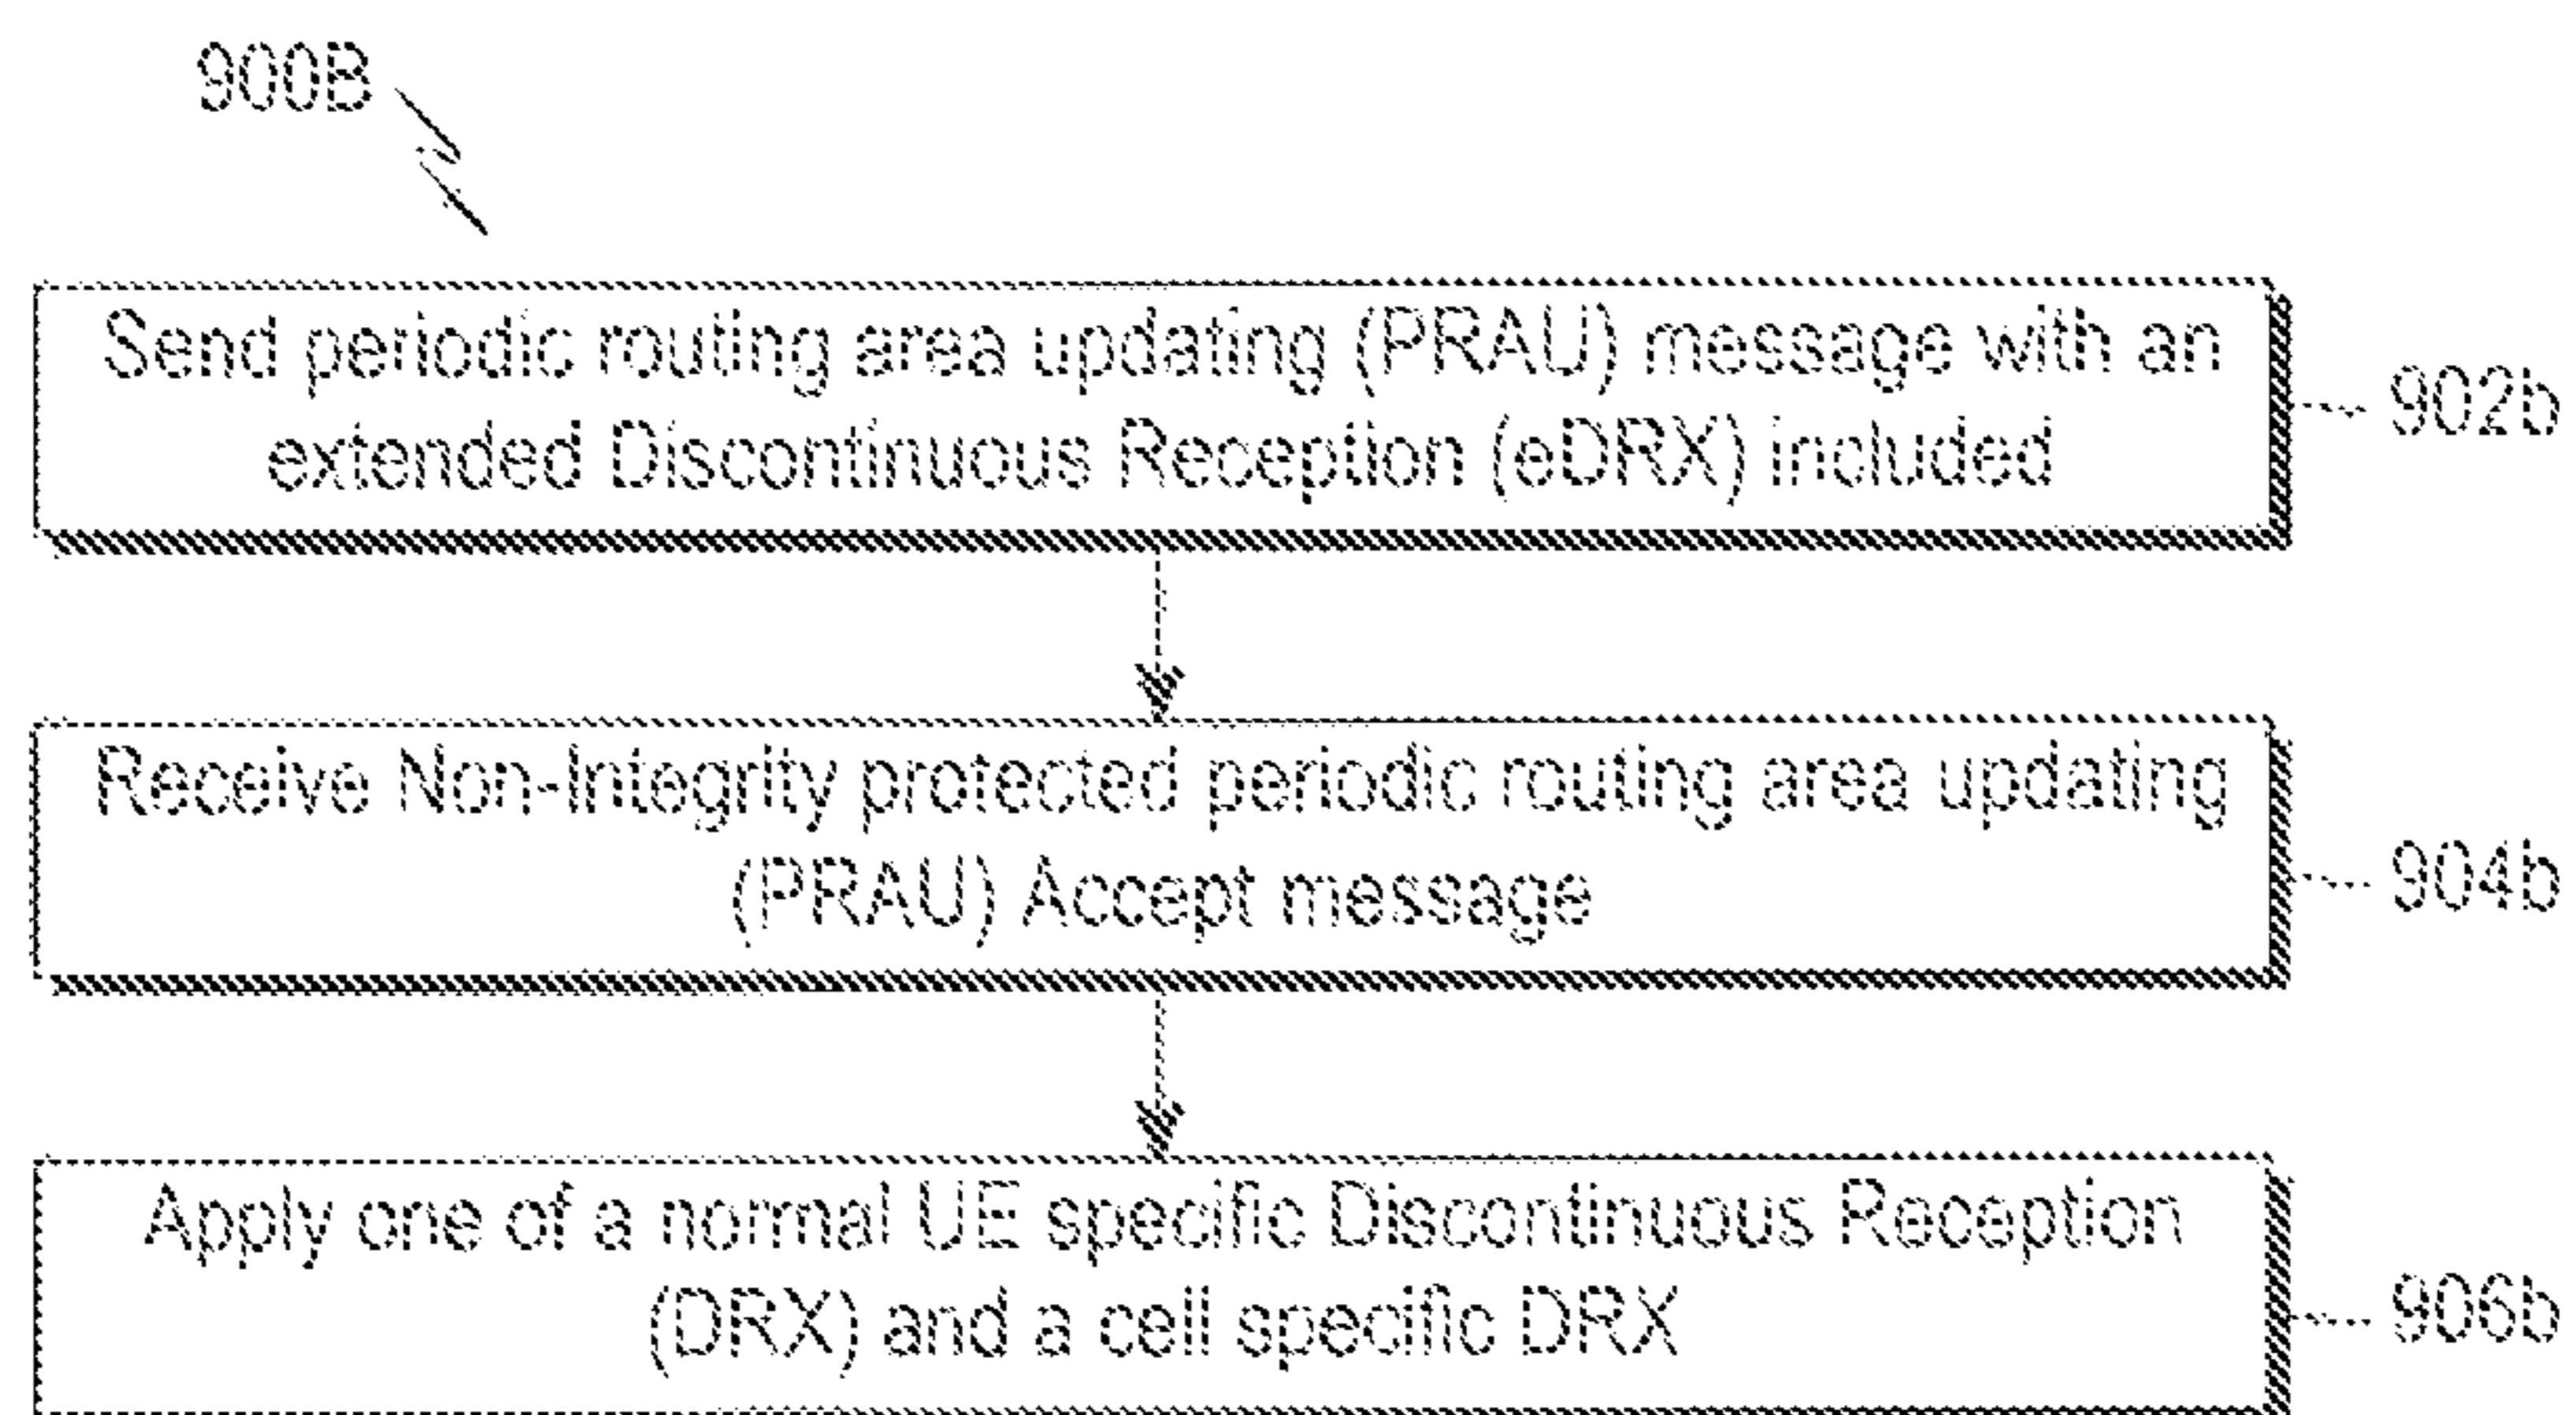 900B
Send periodic routing area updating (PRAU) message with an
extended Discontinuous Reception (eDRX) included
902b
Receive Non-Integrity protected periodic routing area updating
(PRAU) Accept message
904b
Apply one of a normal UE specific Discontinuous Reception
(DRX) and a cell specific DRX
906b